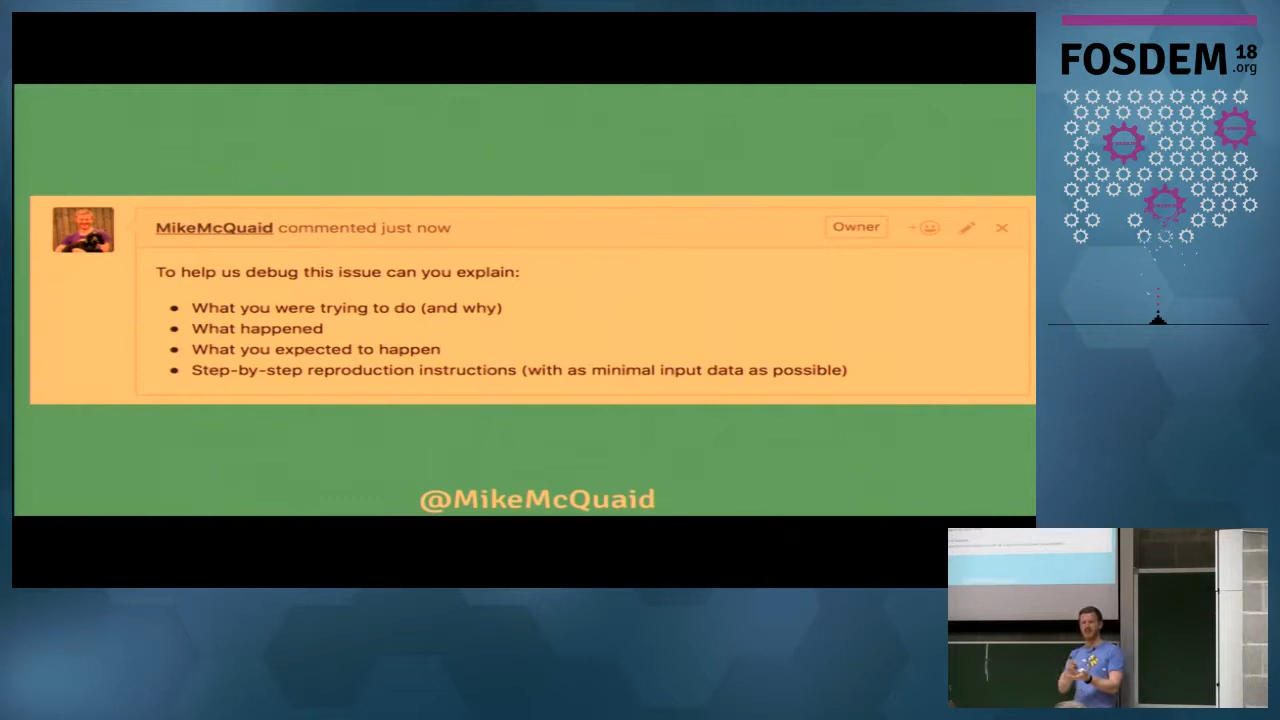 FOSDEM 18
.org
MikeMcQuaid commented just now
Owner
To help us debug this issue can you explain:
• What you were trying to do (and why)
• What happened
• What you expected to happen
• Step-by-step reproduction instructions (with as minimal input data as possible)
@MikeMcQuaid